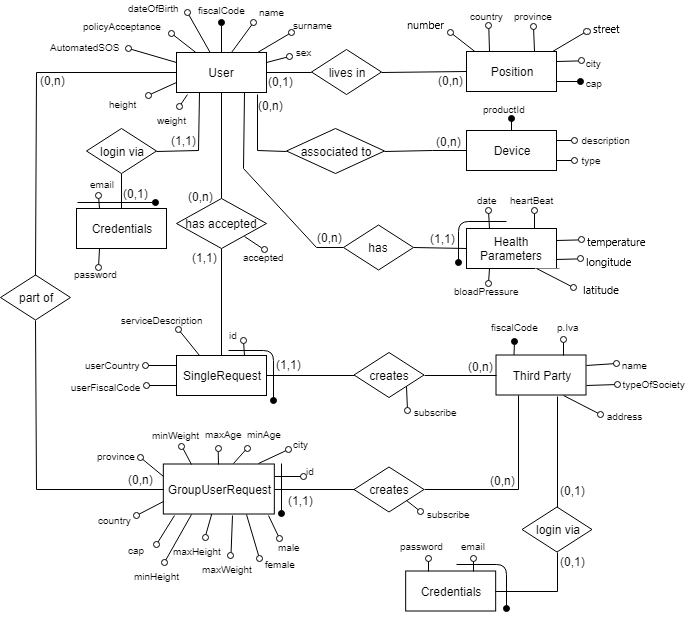 dateOfBirth
fiscalCode
name
policyAcceptance
surname
AutomatedSOS
sex
User
height
weight
(0,n)
(0,1)
(0,n)
(1,1)
lives in
(0,n)
number
country
province
street
Position
city
cap
productId
associated to
(0,n)
Device
description
type
login via
email
(0,1)
Credentials
password
(0,n)
has accepted
(1,1)
accepted
(0,n)
has
(1,1)
date
heartBeat
Health
Parameters
temperature
longitude
bloadPressure
latitude
part of
serviceDescription
id
userCountry
SingleRequest
userFiscalCode
(1,1)
creates
(0,n)
subscribe
fiscalCode
p.Iva
Third Party
name
typeOfSociety
address
minWeight
maxAge
minAge
city
province
id
(0,n)
GroupUserRequest
(1,1)
creates
(0,n)
subscribe
country
cap
maxHeight
male
minHeight
maxWeight
female
(0,1)
login via
(0,1)
password
email
Credentials